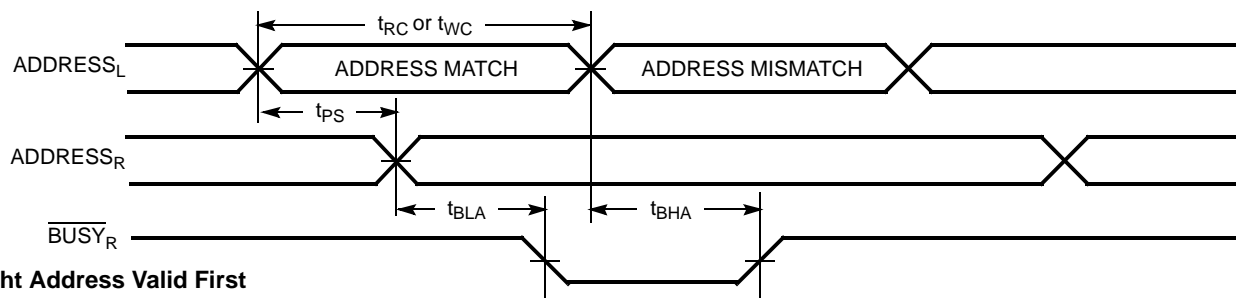 tRC or tWC
ADDRESSL
ADDRESS MATCH
ADDRESS MISMATCH
tPS
ADDRESSR
tBLA
tBHA
BUSYR
ht Address Valid First